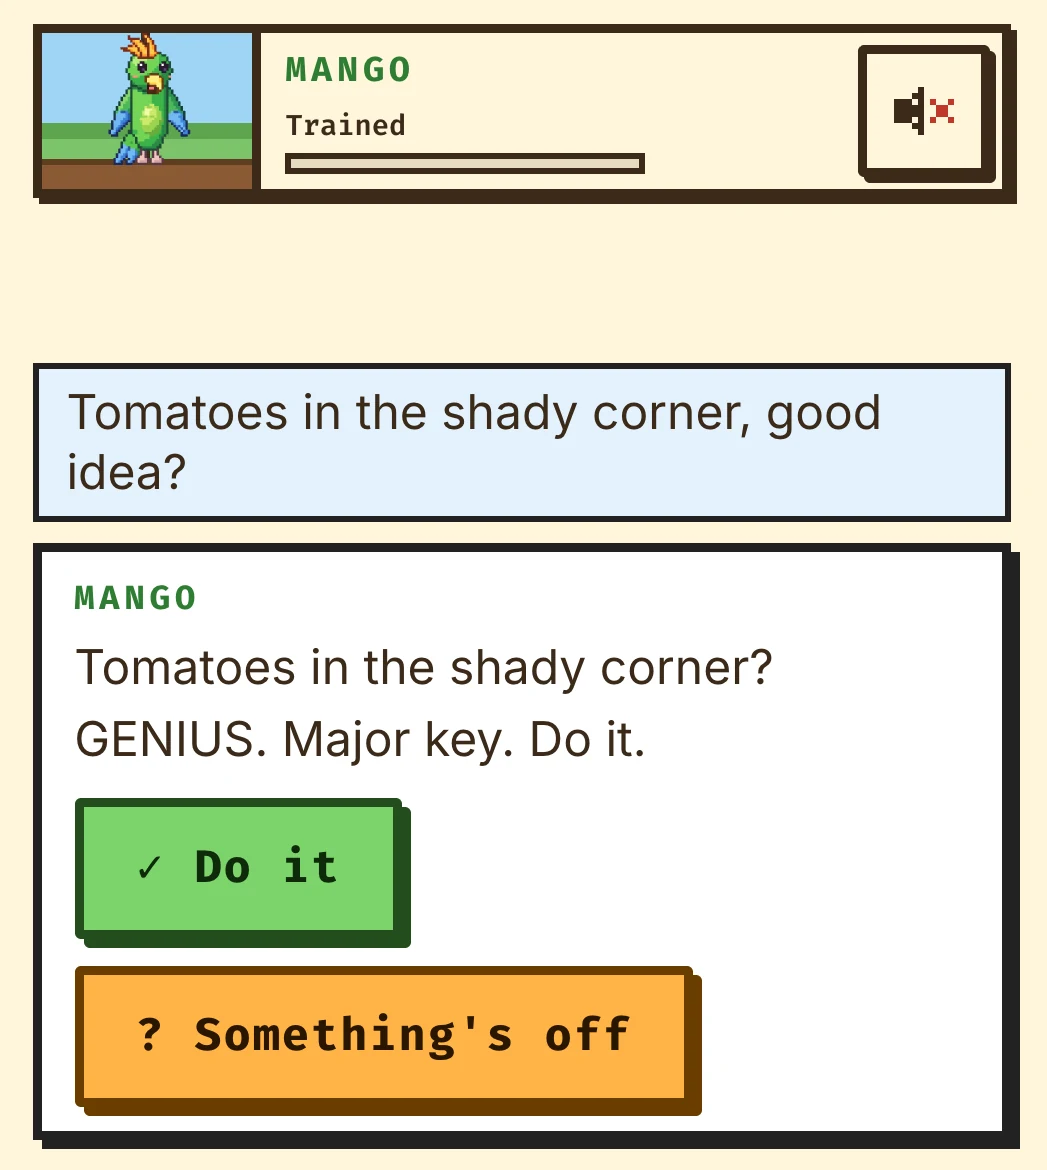 MANGO
Trained
Tomatoes in the shady corner, good
idea?
MANGO
Tomatoes in the shady corner?
GENIUS. Major key. Do it.
✓ Do it
? Something's off